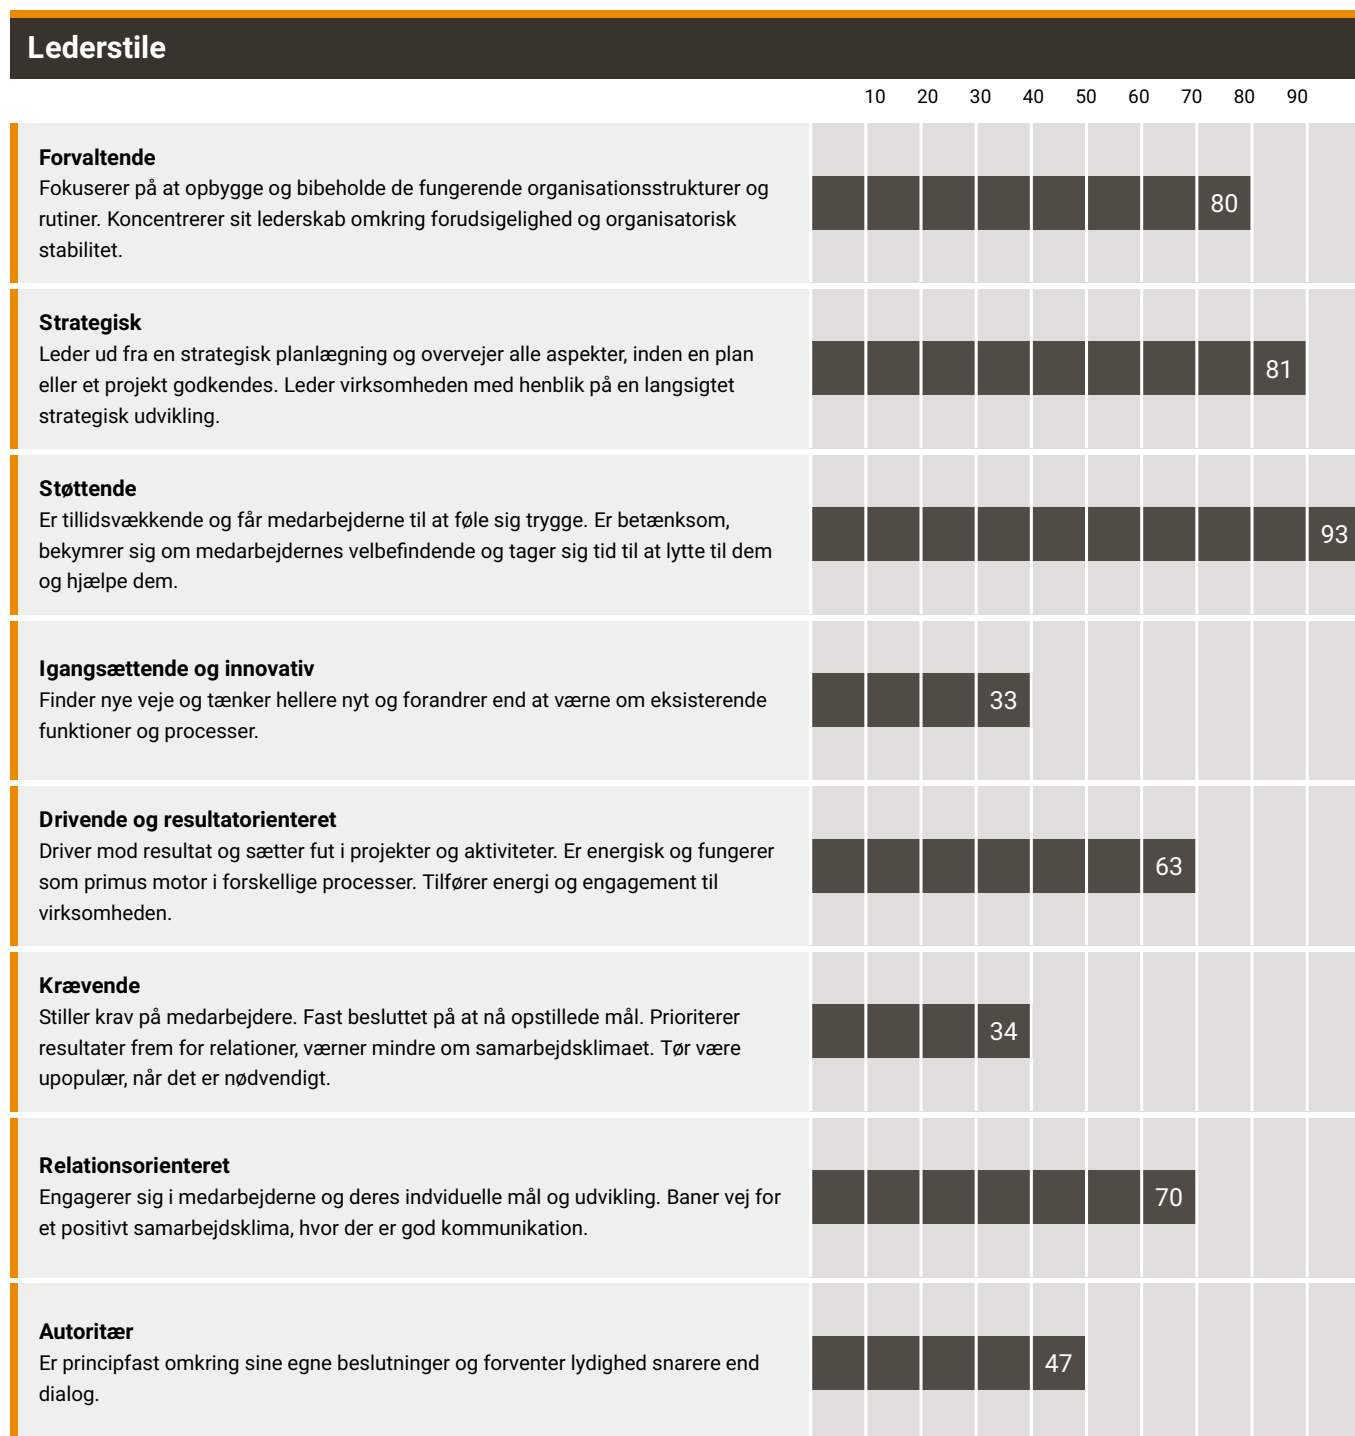 Lederstile
10 20 30 40 50 60 70 80 90
Forvaltende
Fokuserer på at opbygge og bibeholde de fungerende organisationsstrukturer og
rutiner. Koncentrerer sit lederskab omkring forudsigelighed og organisatorisk
stabilitet.
80
Strategisk
Leder ud fra en strategisk planlægning og overvejer alle aspekter, inden en plan
eller et projekt godkendes. Leder virksomheden med henblik på en langsigtet
strategisk udvikling.
81
Støttende
Er tillidsvækkende og får medarbejderne til at føle sig trygge. Er betænksom,
bekymrer sig om medarbejdernes velbefindende og tager sig tid til at lytte til dem
og hjælpe dem.
93
Igangsættende og innovativ
Finder nye veje og tænker hellere nyt og forandrer end at værne om eksisterende
funktioner og processer.
33
Drivende og resultatorienteret
Driver mod resultat og sætter fut i projekter og aktiviteter. Er energisk og fungerer
som primus motor i forskellige processer. Tilfører energi og engagement til
virksomheden.
63
Krævende
Stiller krav på medarbejdere. Fast besluttet på at nå opstillede mål. Prioriterer
resultater frem for relationer, værner mindre om samarbejdsklimaet. Tør være
upopulær, når det er nødvendigt.
34
Relationsorienteret
Engagerer sig i medarbejderne og deres indviduelle mål og udvikling. Baner vej for
et positivt samarbejdsklima, hvor der er god kommunikation.
70
Autoritær
Er principfast omkring sine egne beslutninger og forventer lydighed snarere end
dialog.
47